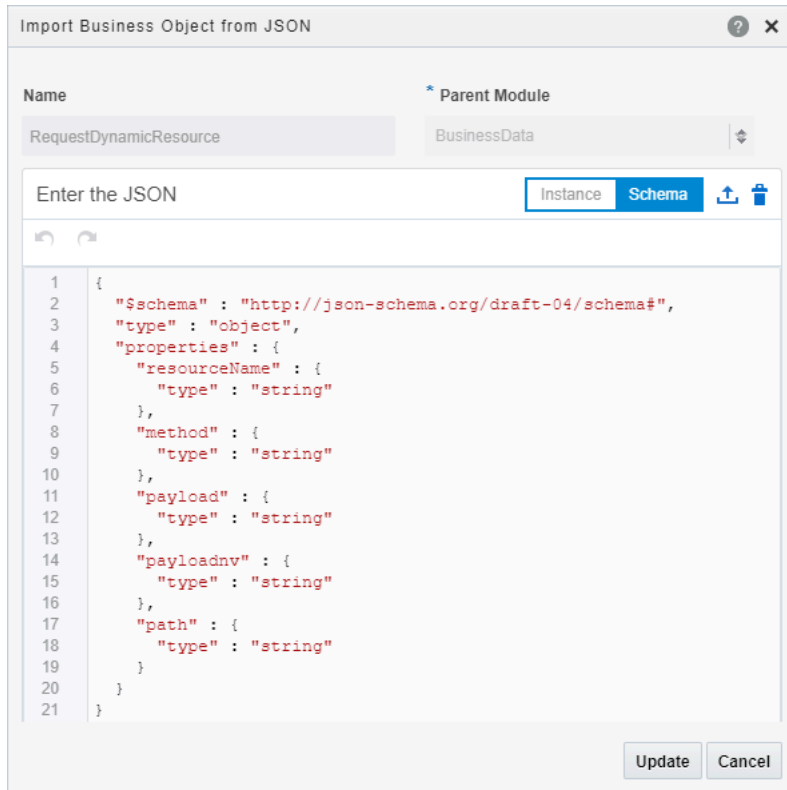 Import Business Object from JSON ?
Name
* Parent Module
RequestDynamicResource
BusinessData
Enter the JSON Instance Schema
1 {
2 "$schema" : "http://json-schema.org/draft-04/schema#",
3 "type" : "object",
4 "properties" : {
5 "resourceName" : {
6 "type" : "string"
7 },
8 "method" : {
9 "type" : "string"
10 },
11 "payload" : {
12 "type" : "string"
13 },
14 "payloadnv" : {
15 "type" : "string"
16 },
17 "path" : {
18 "type" : "string"
19 }
20 }
21 }
Update Cancel